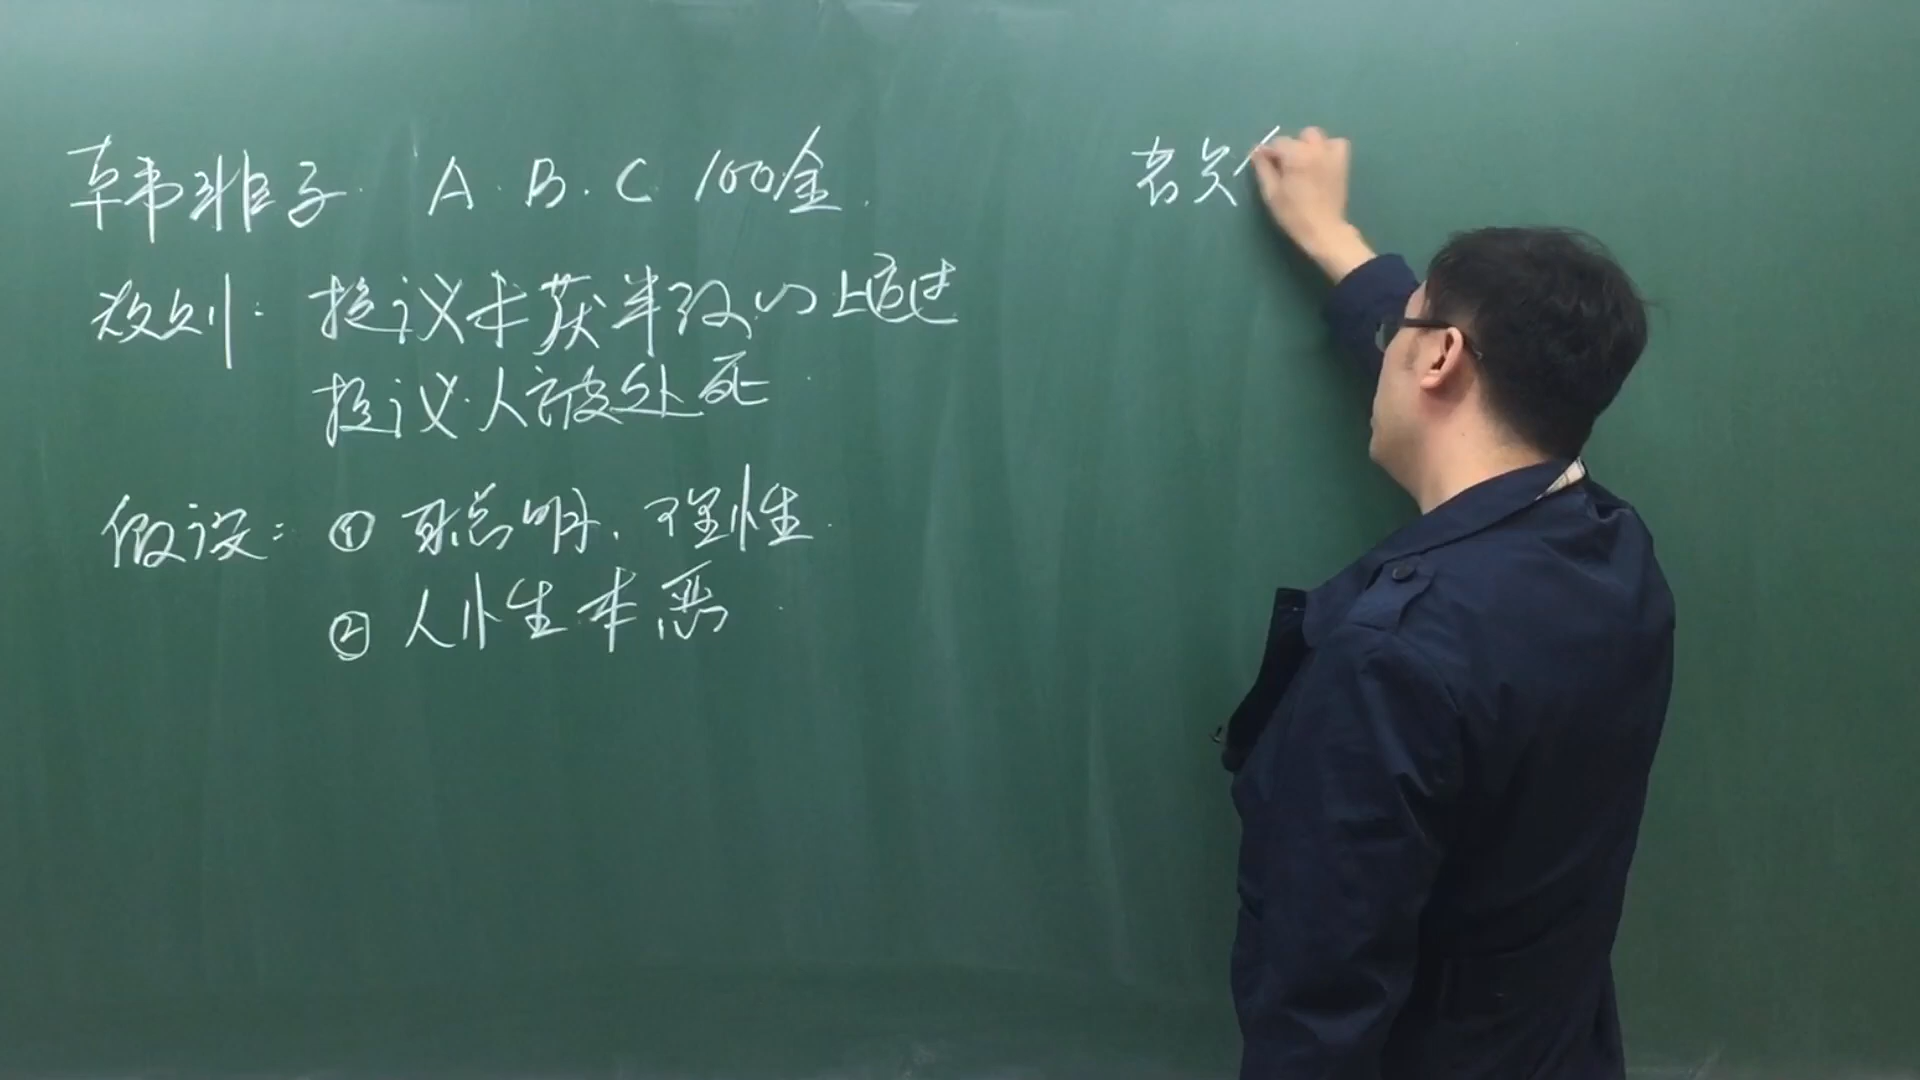 韩非子. A. B. C. 100金.
规则: 提议未获半数以上通过
提议人被处死.
假设: ① 聪明、理性.
② 人性本恶.